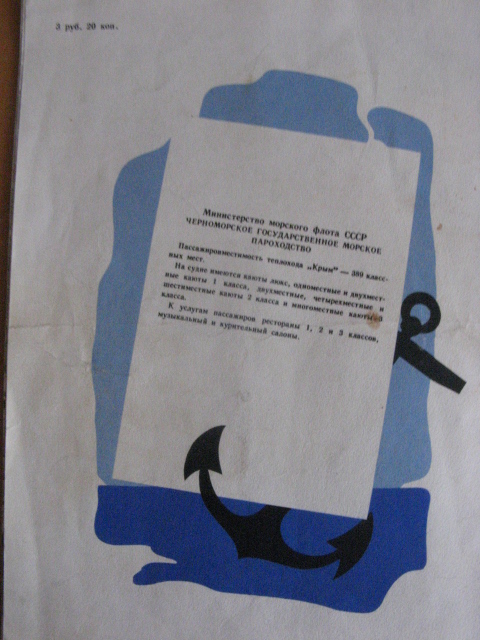 3 руб. 20 коп.
Министерство морского флота СССР
ЧЕРНОМОРСКОЕ ГОСУДАРСТВЕННОЕ МОРСКОЕ
ПАРОХОДСТВО
Пассажировместимость теплохода „Крым“ — 389 класс-
ных мест.
На судне имеются каюты люкс, одноместные и двухмест-
ные каюты 1 класса, двухместные, четырехместные и
шестиместные каюты 2 класса и многоместные каюты 3
класса.
К услугам пассажиров рестораны 1, 2 и 3 классов,
музыкальный и курительный салоны.